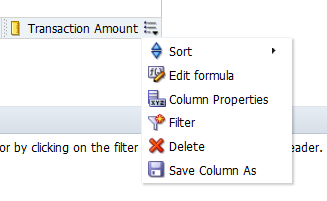 Transaction Amount
Sort
Edit formula
Column Properties
Filter
or by clicking on the filter eader.
Delete
Save Column As